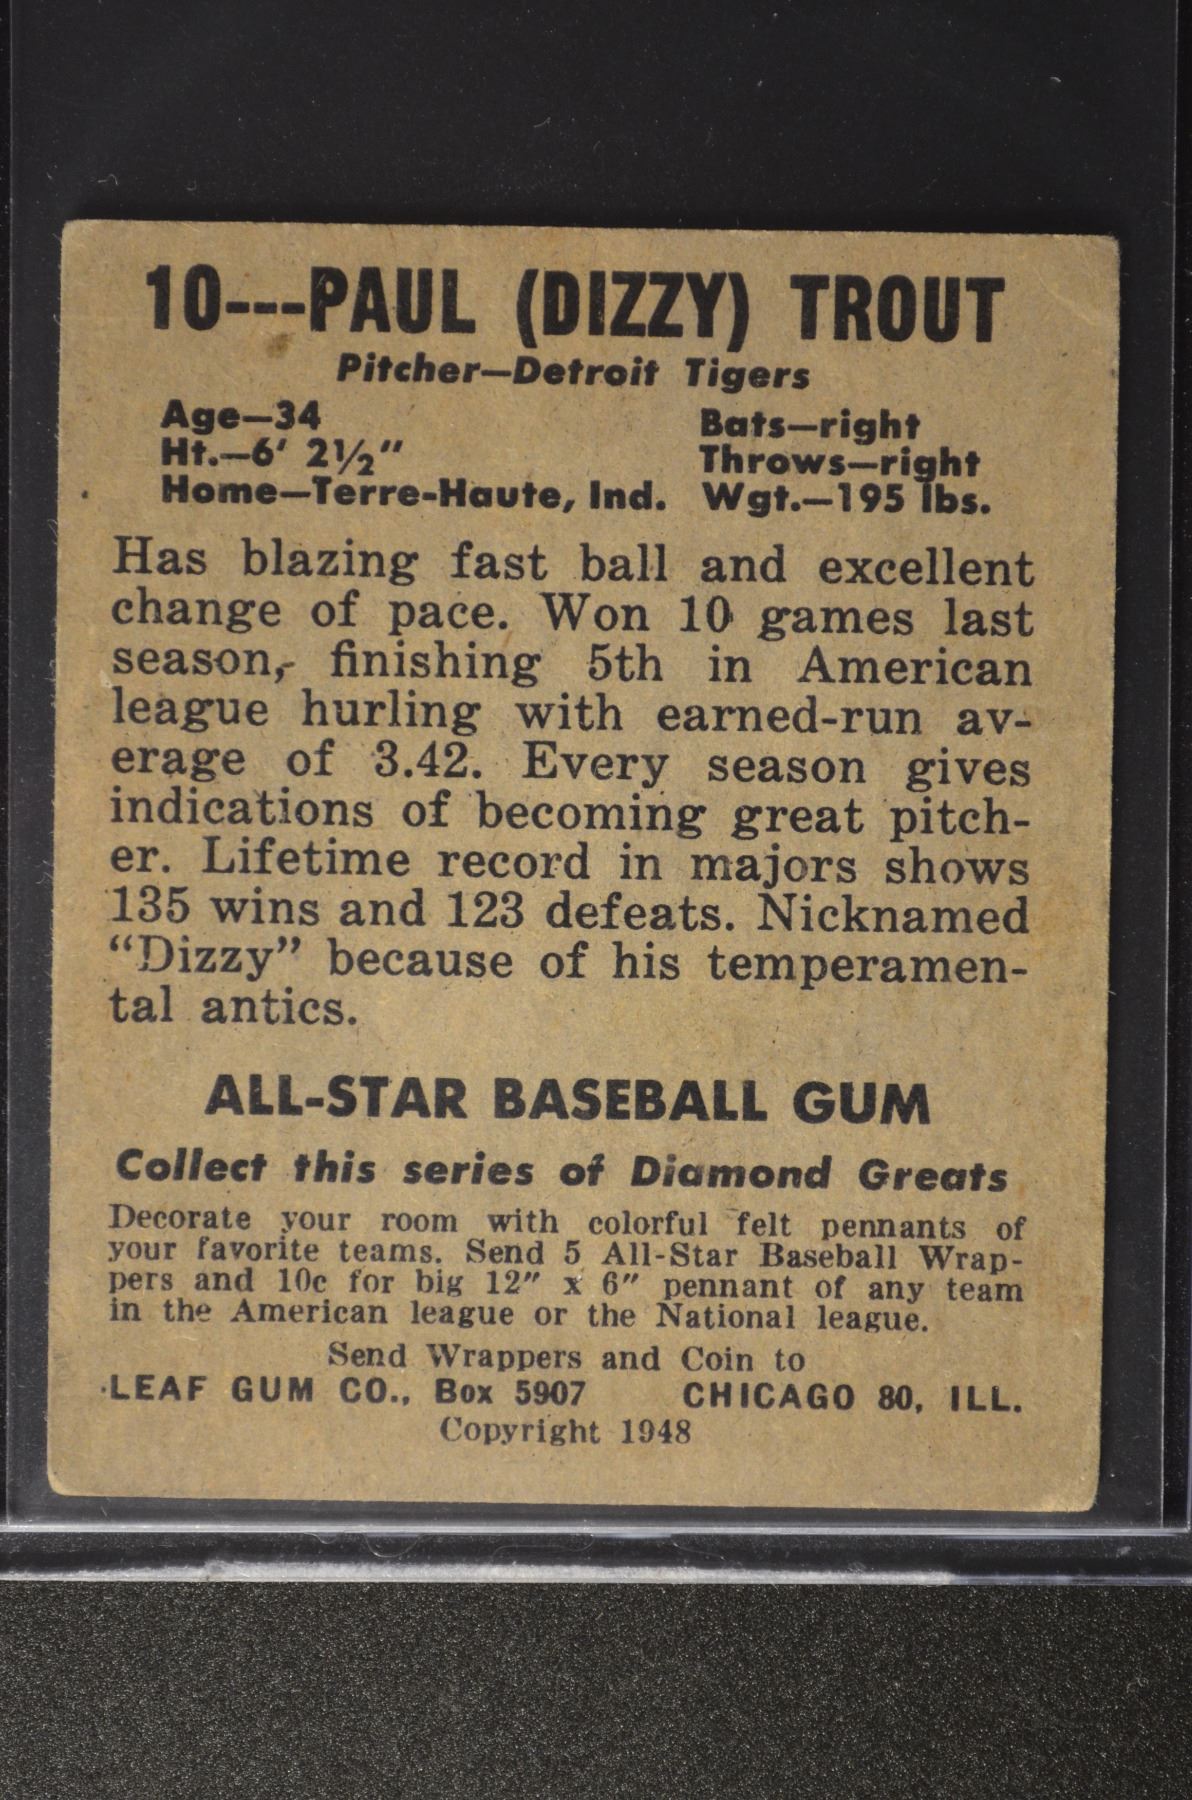 10---PAUL (DIZZY) TROUT
Pitcher—Detroit Tigers
Age—34 Bats—right
Ht.—6' 2½" Throws—right
Home—Terre-Haute, Ind. Wgt.—195 lbs.
Has blazing fast ball and excellent
change of pace. Won 10 games last
season, finishing 5th in American
league hurling with earned-run av-
erage of 3.42. Every season gives
indications of becoming great pitch-
er. Lifetime record in majors shows
135 wins and 123 defeats. Nicknamed
“Dizzy” because of his temperamen-
tal antics.
ALL-STAR BASEBALL GUM
Collect this series of Diamond Greats
Decorate your room with colorful felt pennants of
your favorite teams. Send 5 All-Star Baseball Wrap-
pers and 10c for big 12" x 6" pennant of any team
in the American league or the National league.
Send Wrappers and Coin to
LEAF GUM CO., Box 5907 CHICAGO 80, ILL.
Copyright 1948